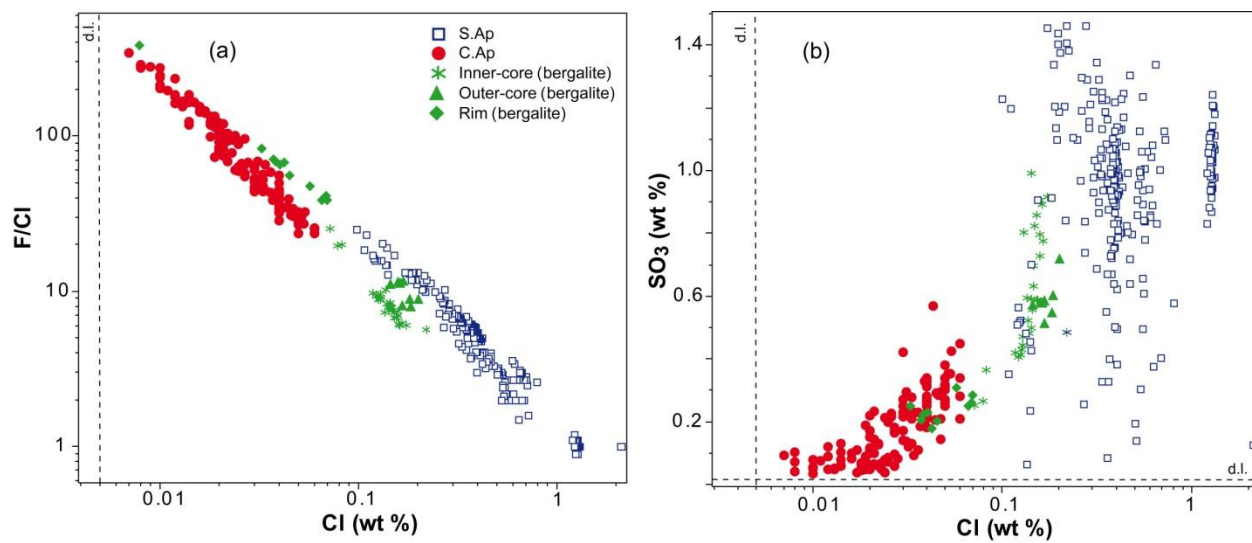 d.l.
(a)
S.Ap
C.Ap
Inner-core (bergalite)
Outer-core (bergalite)
Rim (bergalite)
100
10
1
F/Cl
0.01
0.1
1
Cl (wt %)
d.l.
(b)
1.4
1.0
0.6
0.2
SO3 (wt %)
d.l.
0.01
0.1
1
Cl (wt %)